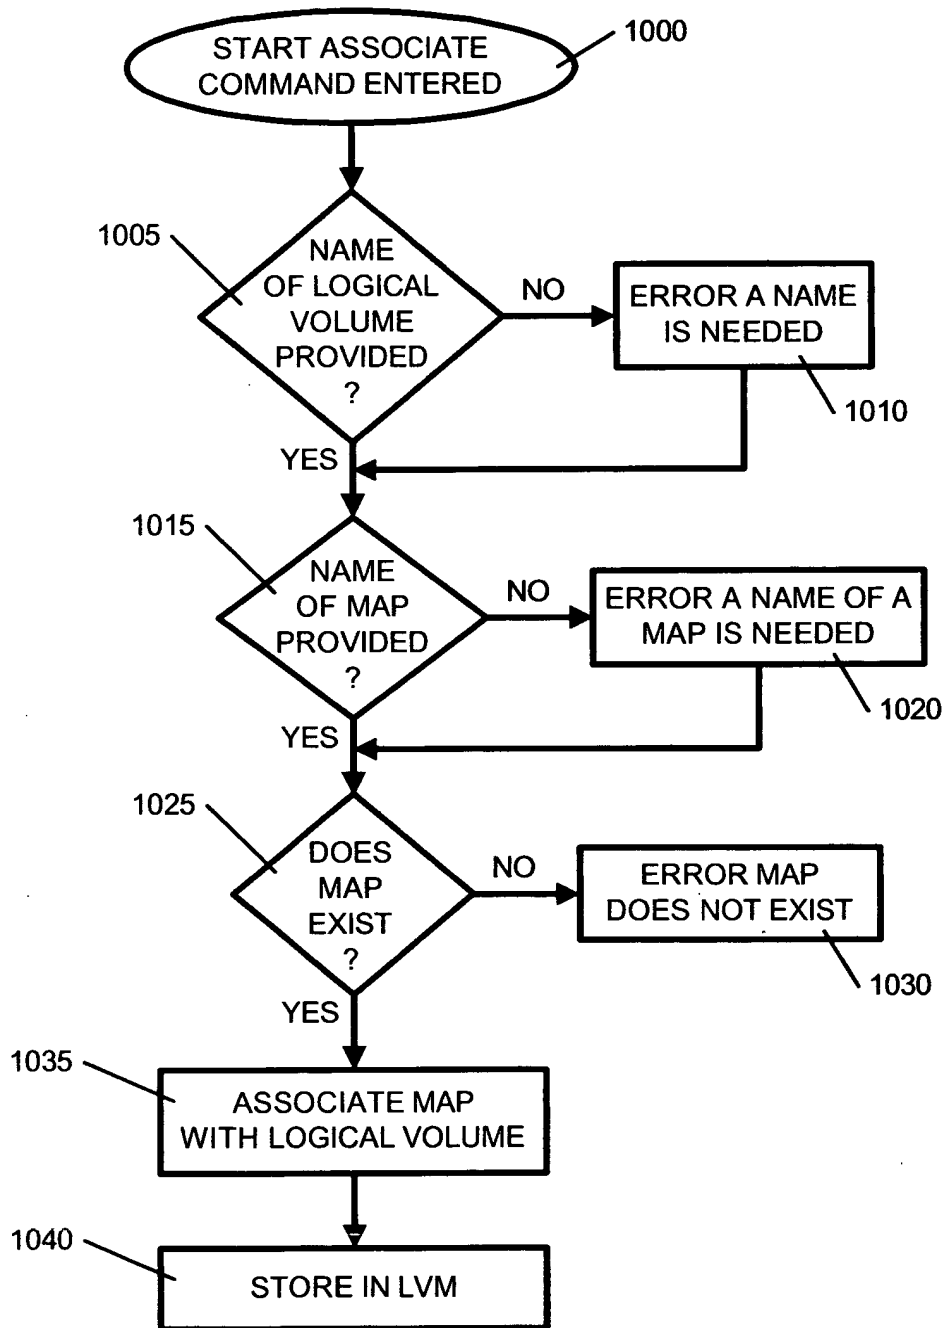 START ASSOCIATE
COMMAND ENTERED
1000
1005
NAME
OF LOGICAL
VOLUME
PROVIDED
?
NO
ERROR A NAME
IS NEEDED
1010
YES
1015
NAME
OF MAP
PROVIDED
?
NO
ERROR A NAME OF A
MAP IS NEEDED
1020
YES
1025
DOES
MAP
EXIST
?
NO
ERROR MAP
DOES NOT EXIST
1030
YES
1035
ASSOCIATE MAP
WITH LOGICAL VOLUME
1040
STORE IN LVM